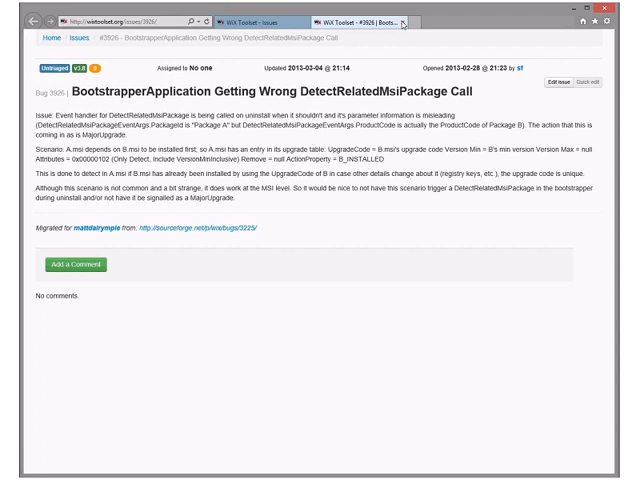 http://wixtoolset.org/issues/3926/
WiX Toolset - Issues
WiX Toolset - #3926 | Boots...
Home / Issues / #3926 - BootstrapperApplication Getting Wrong DetectRelatedMsiPackage Call
Untriaged v3.8 0 Assigned to No one Updated 2013-03-04 @ 21:14 Opened 2013-02-28 @ 21:23 by sf
Edit issue Quick edit
Bug 3926 | BootstrapperApplication Getting Wrong DetectRelatedMsiPackage Call
Issue: Event handler for DetectRelatedMsiPackage is being called on uninstall when it shouldn't and it's parameter information is misleading
(DetectRelatedMsiPackageEventArgs.PackageId is "Package A" but DetectRelatedMsiPackageEventArgs.ProductCode is actually the ProductCode of Package B). The action that this is
coming in as is MajorUpgrade.
Scenario: A.msi depends on B.msi to be installed first; so A.msi has an entry in its upgrade table: UpgradeCode = B.msi's upgrade code Version Min = B's min version Version Max = null
Attributes = 0x00000102 (Only Detect, Include VersionMinInclusive) Remove = null ActionProperty = B_INSTALLED
This is done to detect in A.msi if B.msi has already been installed by using the UpgradeCode of B in case other details change about it (registry keys, etc.), the upgrade code is unique.
Although this scenario is not common and a bit strange, it does work at the MSI level. So it would be nice to not have this scenario trigger a DetectRelatedMsiPackage in the bootstrapper
during uninstall and/or not have it be signalled as a MajorUpgrade.
Migrated for mattdalrymple from: http://sourceforge.net/p/wix/bugs/3225/
Add a Comment
No comments.